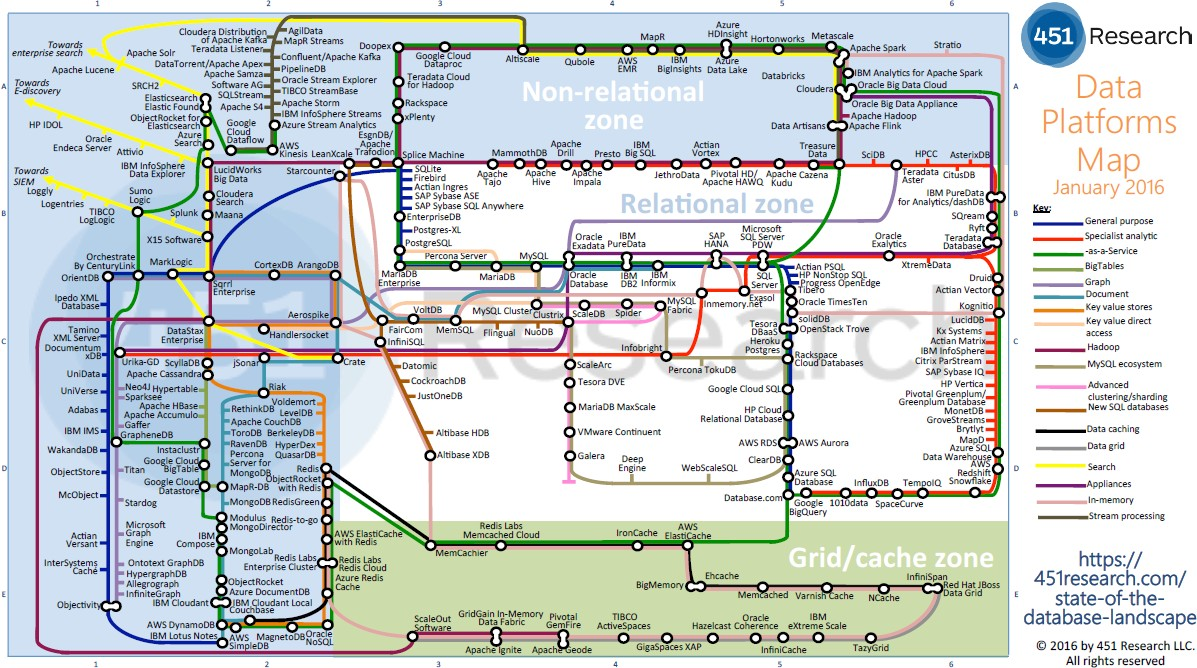 1 2 3 4 5 6
Towards
enterprise search
Apache Solr
Apache Lucene
Towards
E-discovery
SRCH2
Elasticsearch
Elastic Found
ObjectRocket for
Elasticsearch
HP IDOL
Oracle
Endeca Server
Attivio
Azure
Search
IBM InfoSphere
Data Explorer
Towards
SIEM
Loggly
Logentries
Sumo
Logic
TIBCO
LogLogic
Splunk
X15 Software
LucidWorks
Big Data
Cloudera
Search
Maana
Cloudera Distribution
of Apache Kafka
Teradata Listener
DataTorrent/Apache Apex
Apache Samza
Software AG
SQLStream
Apache S4
AgilData
MapR Streams
Confluent/Apache Kafka
PipelineDB
Oracle Stream Explorer
TIBCO StreamBase
Apache Storm
IBM InfoSphere Streams
Azure Stream Analytics
Google
Cloud
Dataflow
AWS
Kinesis
LeanXcale
EsgnDB/
Apache
Trafodion
Starcounter
Doopex
Google Cloud
Dataproc
Teradata Cloud
for Hadoop
Rackspace
xPlenty
Splice Machine
Non-relational
zone
Altiscale
Qubole
AWS
EMR
MapR
IBM
BigInsights
Azure
HDInsight
Azure
Data Lake
Hortonworks
Metascale
Apache Spark
Stratio
Databricks
IBM Analytics for Apache Spark
Cloudera
Oracle Big Data Cloud
Oracle Big Data Appliance
Apache Hadoop
Data Artisans
Apache Flink
Treasure
Data
MammothDB
Apache
Tajo
Apache
Hive
Apache
Drill
Apache
Impala
Presto
IBM
Big SQL
JethroData
Actian
Vortex
Pivotal HD/
Apache HAWQ
Apache
Kudu
Cazena
SciDB
HPCC
AsterixDB
CitusDB
Teradata
Aster
IBM PureData
for Analytics/dashDB
SQream
Ryft
Teradata
Database
SQLite
Firebird
Actian Ingres
SAP Sybase ASE
SAP Sybase SQL Anywhere
EnterpriseDB
Postgres-XL
PostgreSQL
Relational zone
Percona Server
MariaDB
Enterprise
MariaDB
MySQL
Oracle
Exadata
Oracle
Database
IBM
PureData
IBM
DB2
IBM
Informix
SAP
HANA
Microsoft
SQL Server
PDW
SQL
Server
Oracle
Exalytics
XtremeData
Actian PSQL
HP NonStop SQL
Progress OpenEdge
Tibero
Oracle TimesTen
solidDB
OpenStack Trove
Tesora
DBaaS
Heroku
Postgres
Rackspace
Cloud Databases
Google Cloud SQL
HP Cloud
Relational Database
AWS RDS
AWS Aurora
ClearDB
Azure SQL
Database
Database.com
Google
BigQuery
1010data
InfluxDB
SpaceCurve
TempoIQ
Druid
Actian Vector
Kognitio
LucidDB
Kx Systems
Actian Matrix
IBM InfoSphere
Citrix ParStream
SAP Sybase IQ
HP Vertica
Pivotal Greenplum/
Greenplum Database
MonetDB
GroveStreams
Brytlyt
MapD
Azure SQL
Data Warehouse
AWS
Redshift
Snowflake
Orchestrate
By CenturyLink
OrientDB
MarkLogic
Sqrrl
Enterprise
CortexDB
ArangoDB
Ipedo XML
Database
Tamino
XML Server
Documentum
xDB
UniData
UniVerse
Adabas
IBM IMS
WakandaDB
ObjectStore
McObject
Actian
Versant
InterSystems
Caché
Objectivity
DataStax
Enterprise
Aerospike
Handlersocket
Urika-GD
ScyllaDB
Apache Cassandra
Neo4J
Sparksee
Hypertable
Apache HBase
Apache Accumulo
Gaffer
GrapheneDB
Titan
Stardog
Microsoft
Graph
Engine
Ontotext GraphDB
HypergraphDB
Allegrograph
InfiniteGraph
Instaclustr
Google Cloud
BigTable
Google Cloud
Datastore
jSonar
Crate
Riak
RethinkDB
Apache CouchDB
ToroDB
RavenDB
Percona
Server for
MongoDB
MapR-DB
MongoDB
Voldemort
LevelDB
BerkeleyDB
HyperDex
QuasarDB
Redis
ObjectRocket
with Redis
RedisGreen
Redis-to-go
Modulus
MongoDirector
IBM
Compose
MongoLab
AWS ElastiCache
with Redis
Redis Labs
Enterprise Cluster
Redis Labs
Redis Cloud
Azure Redis
Cache
ObjectRocket
Azure DocumentDB
IBM Cloudant
IBM Cloudant Local
Couchbase
AWS DynamoDB
IBM Lotus Notes
AWS
SimpleDB
MagnetoDB
Oracle
NoSQL
FairCom
InfiniSQL
VoltDB
MemSQL
MySQL Cluster
Flingual
NuoDB
Clustrix
ScaleDB
Spider
MySQL
Fabric
Inmemory.net
Exasol
Infobright
Percona TokuDB
Datomic
CockroachDB
JustOneDB
Altibase HDB
Altibase XDB
ScaleArc
Tesora DVE
MariaDB MaxScale
VMware Continuent
Galera
Deep
Engine
WebScaleSQL
Grid/cache zone
MemCachier
Redis Labs
Memcached Cloud
IronCache
AWS
ElastiCache
BigMemory
Ehcache
Memcached
Varnish Cache
NCache
InfiniSpan
Red Hat JBoss
Data Grid
ScaleOut
Software
GridGain In-Memory
Data Fabric
Apache Ignite
Pivotal
GemFire
Apache Geode
TIBCO
ActiveSpaces
GigaSpaces XAP
Hazelcast
Oracle
Coherence
InfiniCache
IBM
eXtreme Scale
TazyGrid
A
B
C
D
E
A
B
C
D
E
1 2 3 4 5 6
451 Research
451 Research
Data
Platforms
Map
January 2016
Key:
General purpose
Specialist analytic
-as-a-Service
BigTables
Graph
Document
Key value stores
Key value direct
access
Hadoop
MySQL ecosystem
Advanced
clustering/sharding
New SQL databases
Data caching
Data grid
Search
Appliances
In-memory
Stream processing
https://
451research.com/
state-of-the-
database-landscape
© 2016 by 451 Research LLC.
All rights reserved